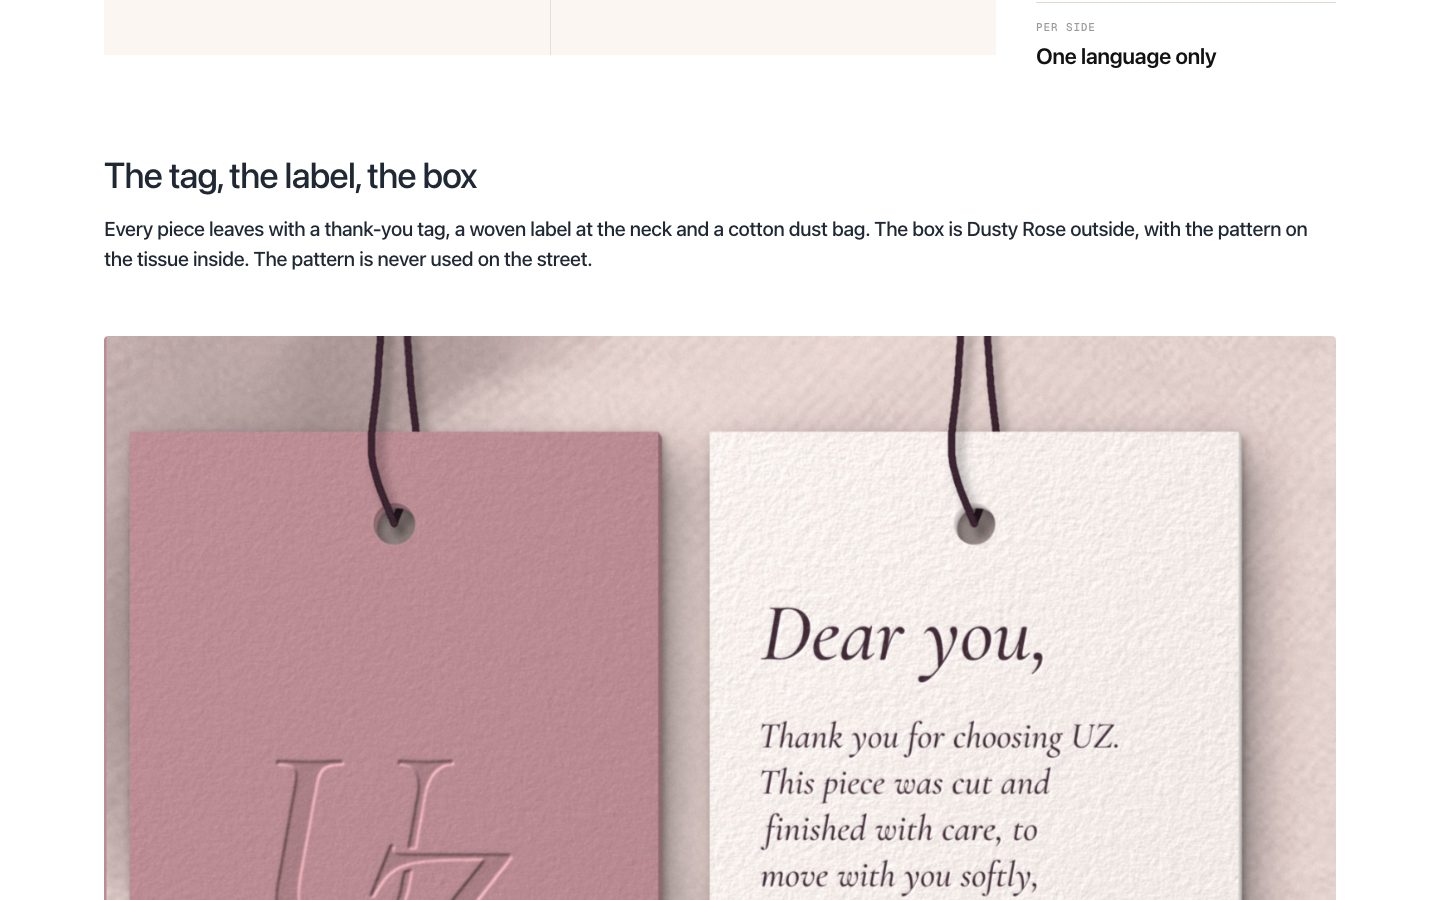 PER SIDE
One language only
The tag, the label, the box
Every piece leaves with a thank-you tag, a woven label at the neck and a cotton dust bag. The box is Dusty Rose outside, with the pattern on
the tissue inside. The pattern is never used on the street.
UZ
Dear you,
Thank you for choosing UZ.
This piece was cut and
finished with care, to
move with you softly,